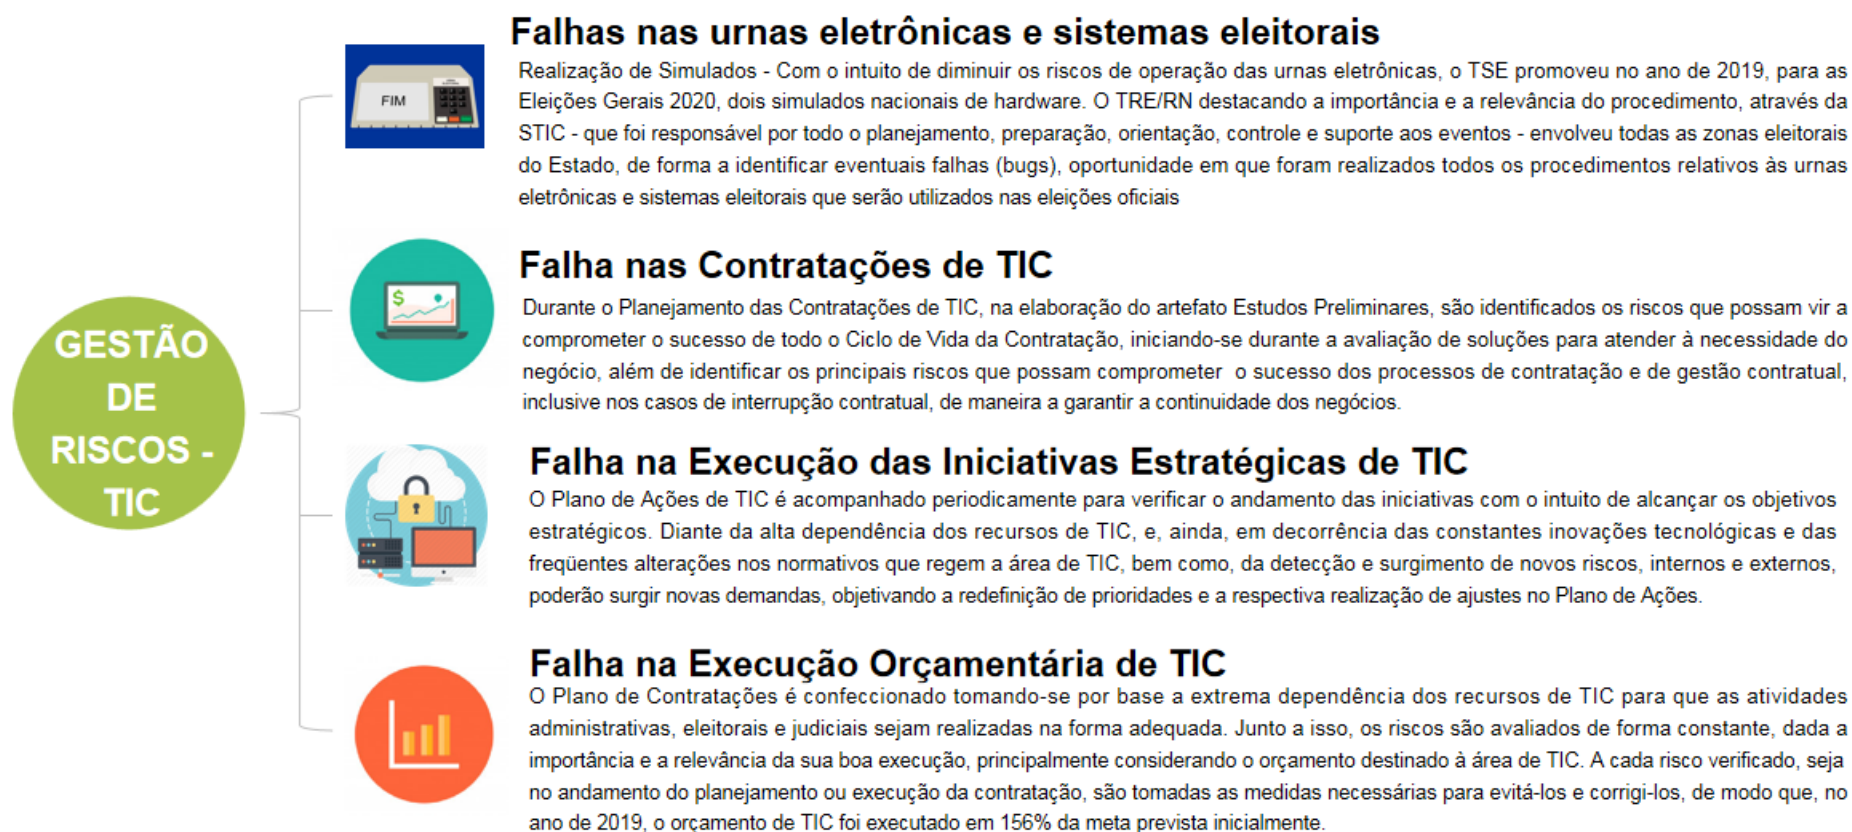 GESTÃO
DE
RISCOS -
TIC
FIM
Falhas nas urnas eletrônicas e sistemas eleitorais
Realização de Simulados - Com o intuito de diminuir os riscos de operação das urnas eletrônicas, o TSE promoveu no ano de 2019, para as
Eleições Gerais 2020, dois simulados nacionais de hardware. O TRE/RN destacando a importância e a relevância do procedimento, através da
STIC - que foi responsável por todo o planejamento, preparação, orientação, controle e suporte aos eventos - envolveu todas as zonas eleitorais
do Estado, de forma a identificar eventuais falhas (bugs), oportunidade em que foram realizados todos os procedimentos relativos às urnas
eletrônicas e sistemas eleitorais que serão utilizados nas eleições oficiais
Falha nas Contratações de TIC
Durante o Planejamento das Contratações de TIC, na elaboração do artefato Estudos Preliminares, são identificados os riscos que possam vir a
comprometer o sucesso de todo o Ciclo de Vida da Contratação, iniciando-se durante a avaliação de soluções para atender à necessidade do
negócio, além de identificar os principais riscos que possam comprometer o sucesso dos processos de contratação e de gestão contratual,
inclusive nos casos de interrupção contratual, de maneira a garantir a continuidade dos negócios.
Falha na Execução das Iniciativas Estratégicas de TIC
O Plano de Ações de TIC é acompanhado periodicamente para verificar o andamento das iniciativas com o intuito de alcançar os objetivos
estratégicos. Diante da alta dependência dos recursos de TIC, e, ainda, em decorrência das constantes inovações tecnológicas e das
freqüentes alterações nos normativos que regem a área de TIC, bem como, da detecção e surgimento de novos riscos, internos e externos,
poderão surgir novas demandas, objetivando a redefinição de prioridades e a respectiva realização de ajustes no Plano de Ações.
Falha na Execução Orçamentária de TIC
O Plano de Contratações é confeccionado tomando-se por base a extrema dependência dos recursos de TIC para que as atividades
administrativas, eleitorais e judiciais sejam realizadas na forma adequada. Junto a isso, os riscos são avaliados de forma constante, dada a
importância e a relevância da sua boa execução, principalmente considerando o orçamento destinado à área de TIC. A cada risco verificado, seja
no andamento do planejamento ou execução da contratação, são tomadas as medidas necessárias para evitá-los e corrigi-los, de modo que, no
ano de 2019, o orçamento de TIC foi executado em 156% da meta prevista inicialmente.